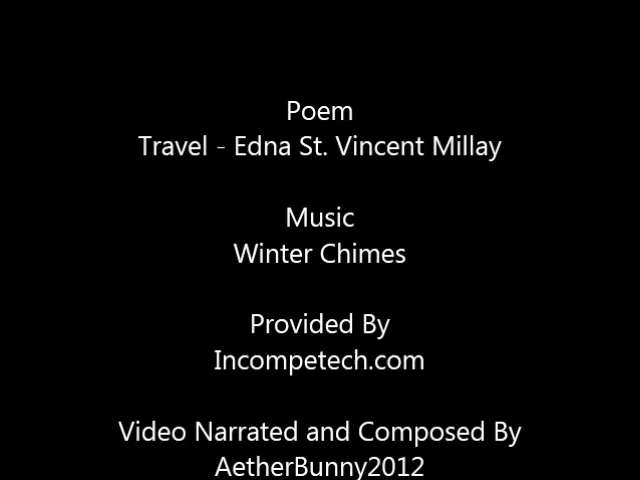 Poem
Travel - Edna St. Vincent Millay
Music
Winter Chimes
Provided By
Incompetech.com
Video Narrated and Composed By
AetherBunny2012